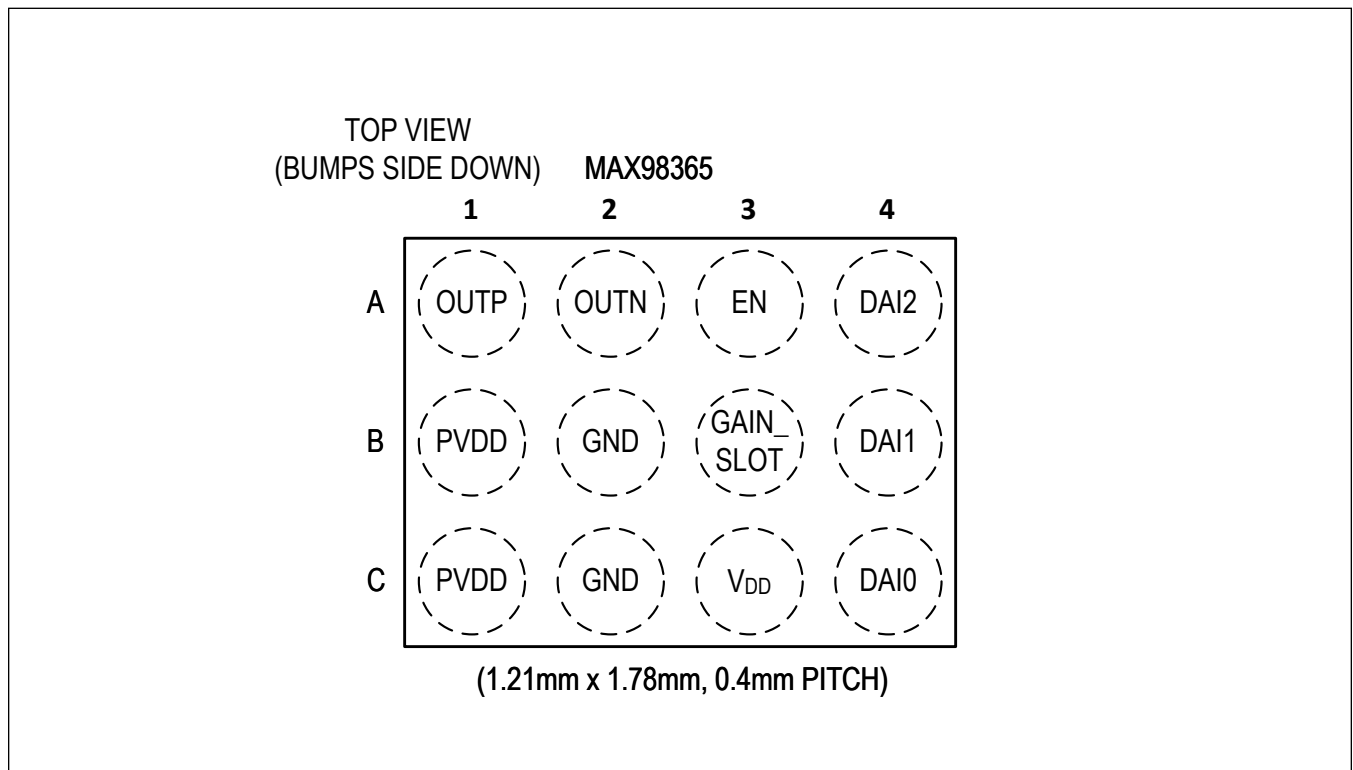 TOP VIEW
(BUMPS SIDE DOWN) MAX98365
1 2 3 4
A OUTP OUTN EN DAI2
B PVDD GND GAIN_
SLOT DAI1
C PVDD GND VDD DAI0
(1.21mm x 1.78mm, 0.4mm PITCH)